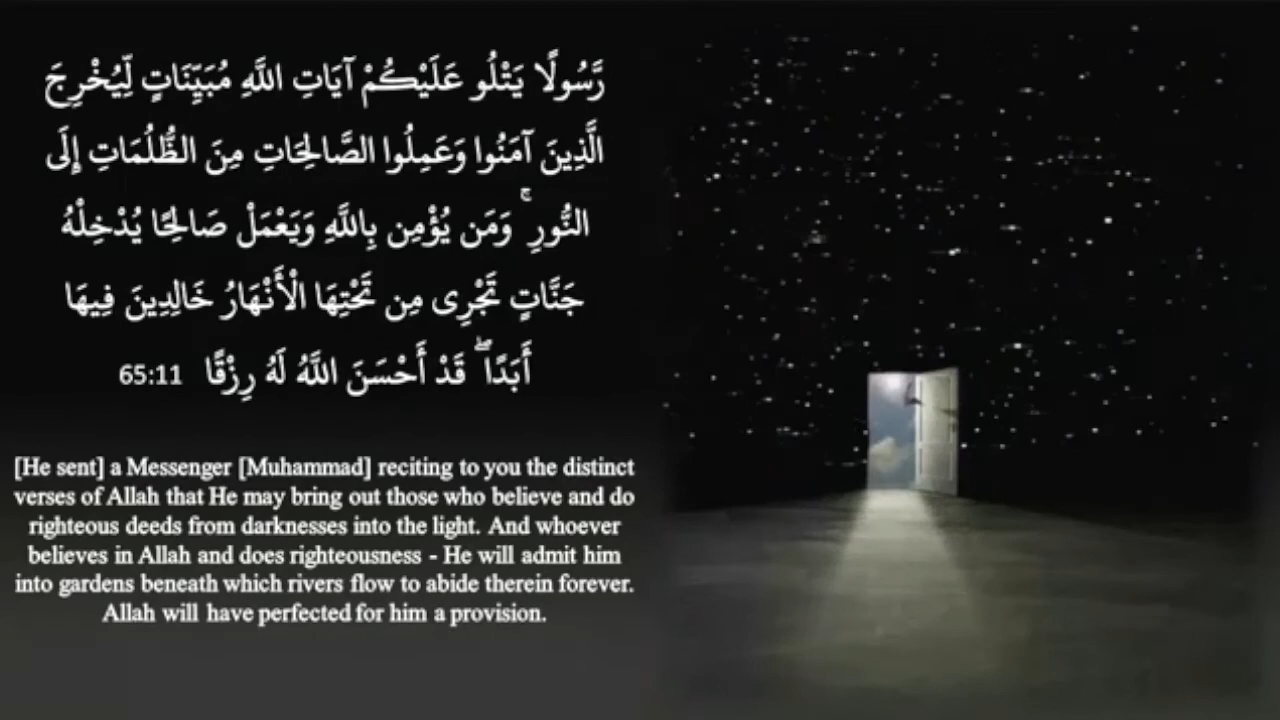 رَّسُولًا يَتْلُو عَلَيْكُمْ آيَاتِ اللَّهِ مُبَيِّنَاتٍ لِّيُخْرِجَ
الَّذِينَ آمَنُوا وَعَمِلُوا الصَّالِحَاتِ مِنَ الظُّلُمَاتِ إِلَى
النُّورِ ۚ وَمَن يُؤْمِن بِاللَّهِ وَيَعْمَلْ صَالِحًا يُدْخِلْهُ
جَنَّاتٍ تَجْرِى مِن تَحْتِهَا الْأَنْهَارُ خَالِدِينَ فِيهَا
أَبَدًا ۖ قَدْ أَحْسَنَ اللَّهُ لَهُ رِزْقًا 65:11
[He sent] a Messenger [Muhammad] reciting to you the distinct
verses of Allah that He may bring out those who believe and do
righteous deeds from darknesses into the light. And whoever
believes in Allah and does righteousness - He will admit him
into gardens beneath which rivers flow to abide therein forever.
Allah will have perfected for him a provision.